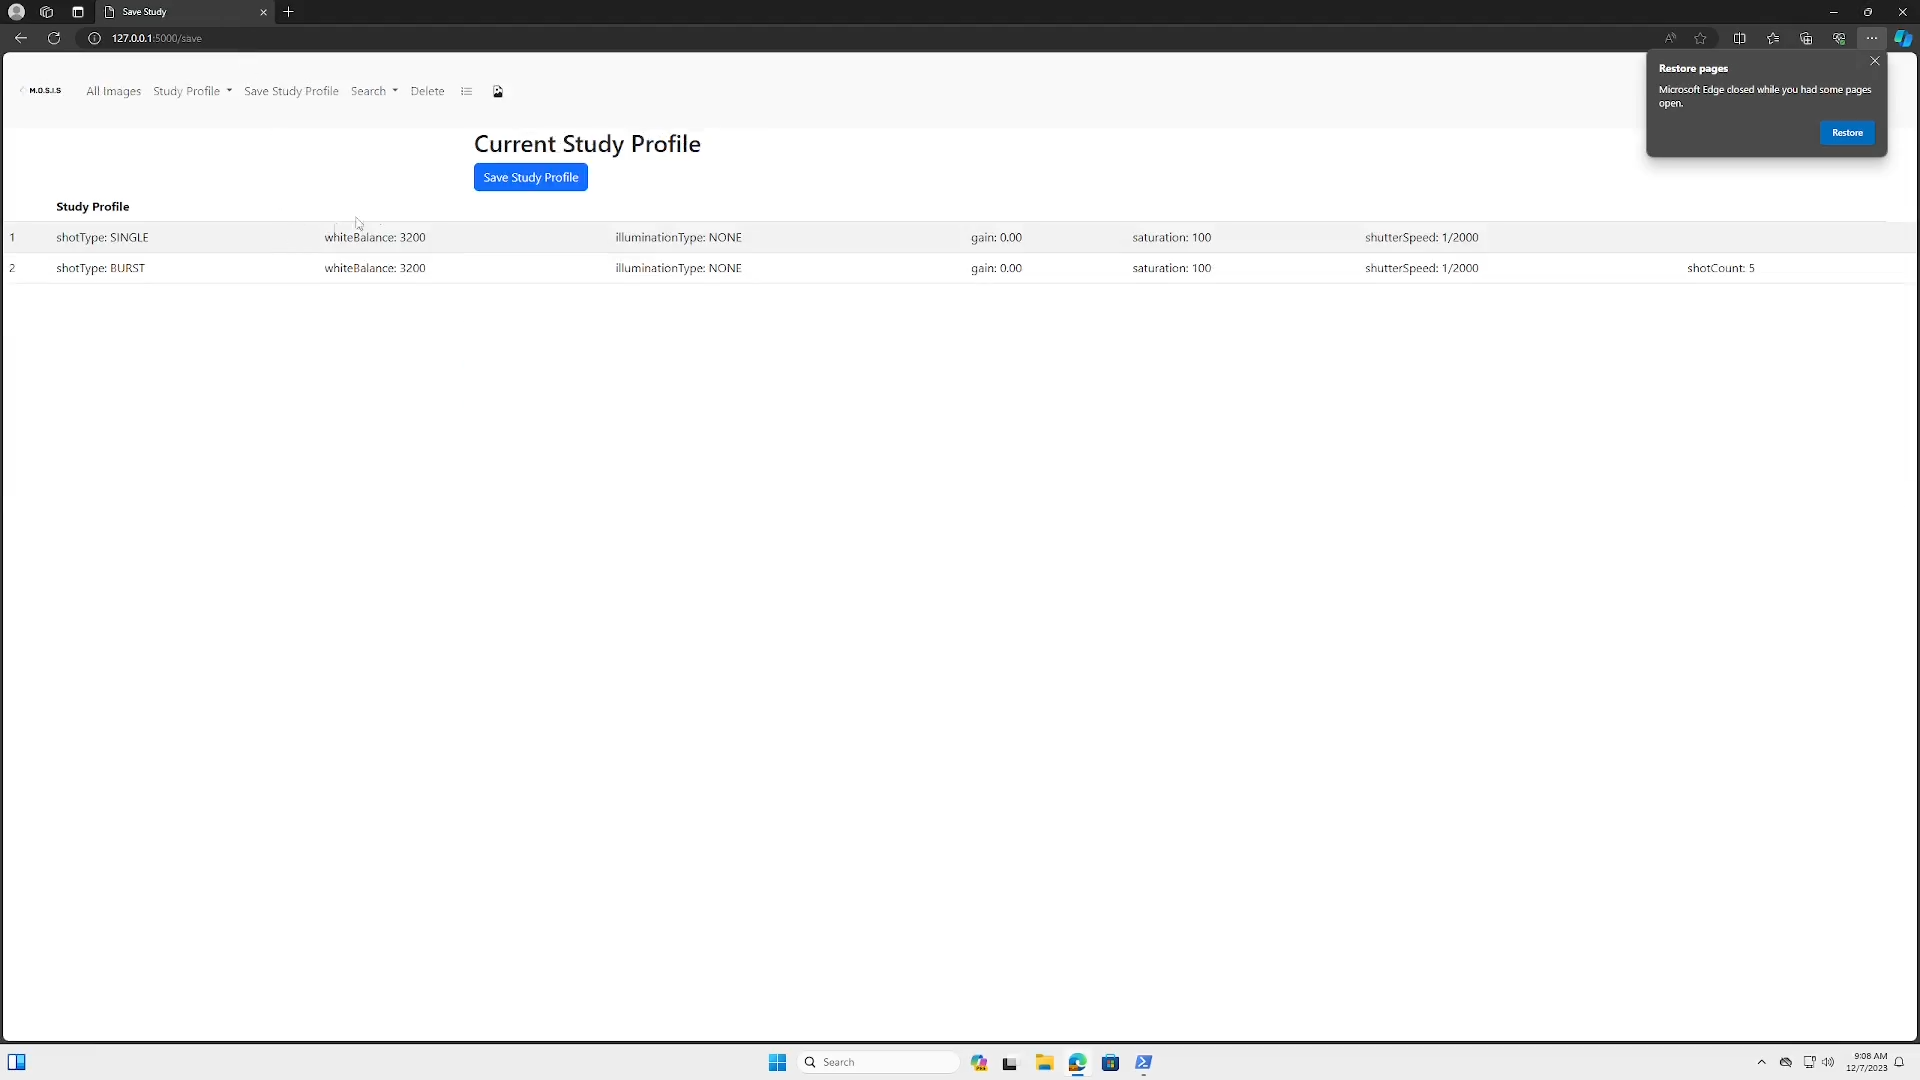 Save Study
127.0.0.1:5000/save
M.O.S.I.S
All Images Study Profile Save Study Profile Search Delete
Restore pages
Microsoft Edge closed while you had some pages
open.
Restore
Current Study Profile
Save Study Profile
Study Profile
1 shotType: SINGLE whiteBalance: 3200 illuminationType: NONE gain: 0.00 saturation: 100 shutterSpeed: 1/2000
2 shotType: BURST whiteBalance: 3200 illuminationType: NONE gain: 0.00 saturation: 100 shutterSpeed: 1/2000 shotCount: 5
Search
9:08 AM
12/7/2023